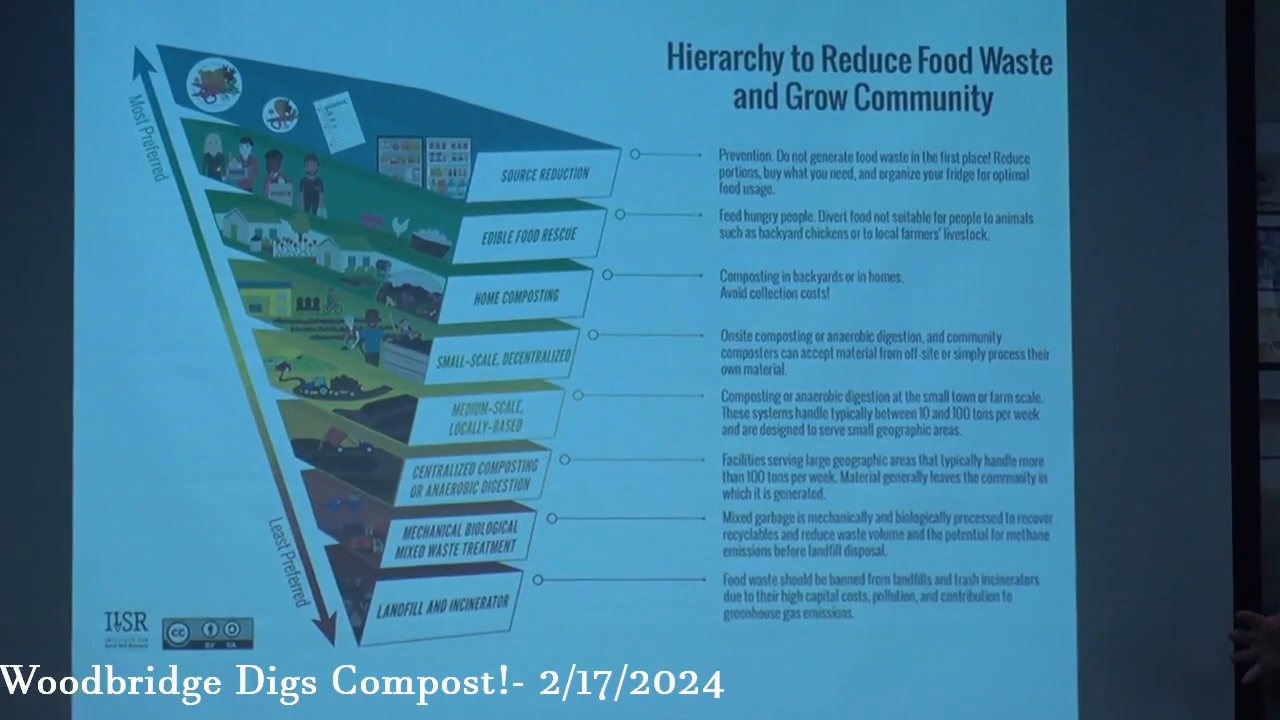 Hierarchy to Reduce Food Waste
and Grow Community
Most Preferred
SOURCE REDUCTION
Prevention. Do not generate food waste in the first place! Reduce
portions, buy what you need, and organize your fridge for optimal
food usage.
EDIBLE FOOD RESCUE
Feed hungry people. Divert food not suitable for people to animals
such as backyard chickens or to local farmers' livestock.
HOME COMPOSTING
Composting in backyards or in homes.
Avoid collection costs!
SMALL-SCALE, DECENTRALIZED
Onsite composting or anaerobic digestion, and community
composters can accept material from off-site or simply process their
own material.
MEDIUM-SCALE,
LOCALLY-BASED
Composting or anaerobic digestion at the small town or farm scale.
These systems handle typically between 10 and 100 tons per week
and are designed to serve small geographic areas.
CENTRALIZED COMPOSTING
OR ANAEROBIC DIGESTION
Facilities serving large geographic areas that typically handle more
than 100 tons per week. Material generally leaves the community in
which it is generated.
MECHANICAL BIOLOGICAL
MIXED WASTE TREATMENT
Mixed garbage is mechanically and biologically processed to recover
recyclables and reduce waste volume and the potential for methane
emissions before landfill disposal.
Least Preferred
LANDFILL AND INCINERATOR
Food waste should be banned from landfills and trash incinerators
due to their high capital costs, pollution, and contribution to
greenhouse gas emissions.
ILSR
cc
BY SA
Woodbridge Digs Compost!- 2/17/2024